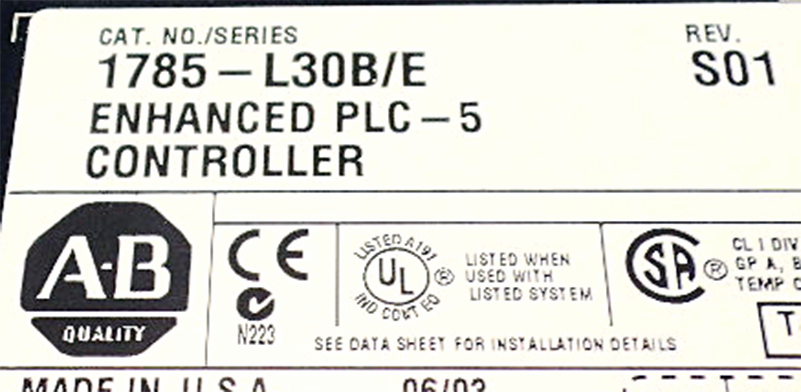 CAT. NO./SERIES
REV.
1785 – L30B/E
S01
ENHANCED PLC – 5
CONTROLLER
A·B
QUALITY
CE
N223
LISTED A197
UL
®
IND CONT EQ
LISTED WHEN
USED WITH
LISTED SYSTEM
SA
®
CL I DIV
GP A, B
TEMP C
SEE DATA SHEET FOR INSTALLATION DETAILS
MADE IN U.S.A.
06/03